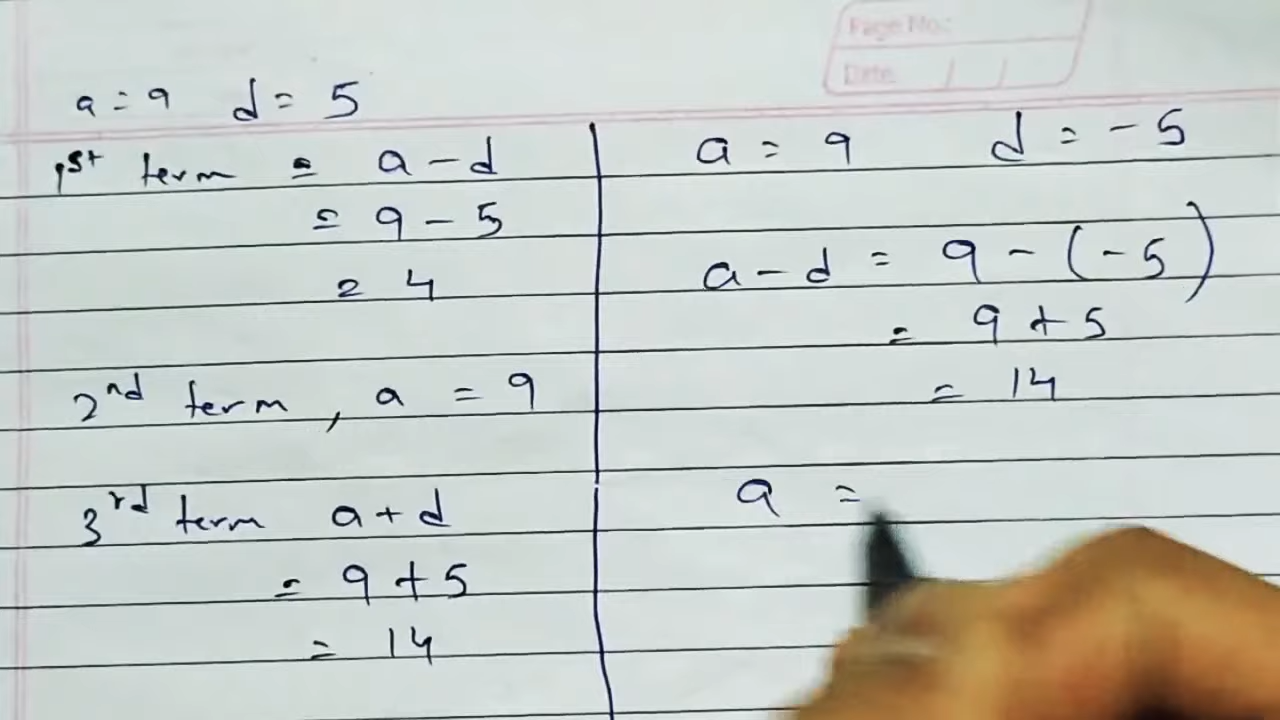 Page No.:
Date / /
a = 9 d = 5
1st term = a - d
= 9 - 5
= 4
2nd term, a = 9
3rd term a + d
= 9 + 5
= 14
a = 9 d = -5
a - d = 9 - (-5)
= 9 + 5
= 14
a =